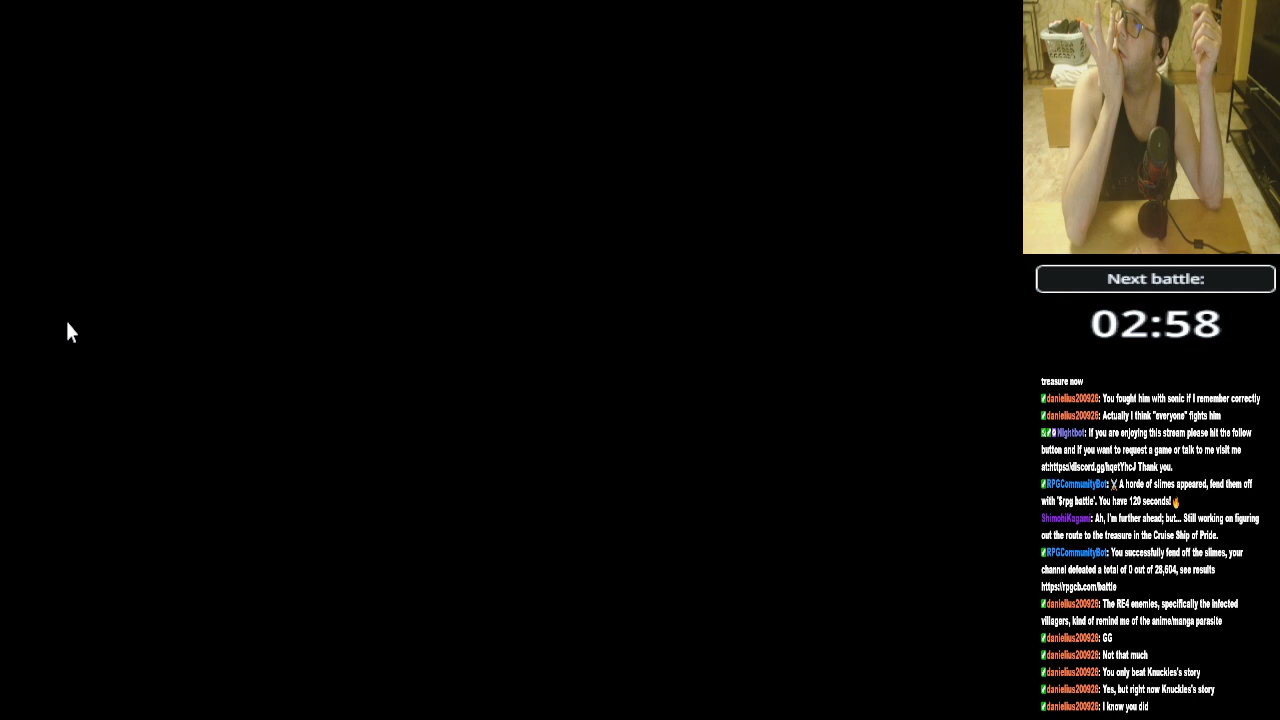 Next battle:
02:58
treasure now
danielius200926: You fought him with sonic if I remember correctly
danielius200926: Actually I think "everyone" fights him
Nightbot: If you are enjoying this stream please hit the follow
button and if you want to request a game or talk to me visit me
at:https://discord.gg/hqetYhcJ Thank you.
RPGCommunityBot: A horde of slimes appeared, fend them off
with '$rpg battle'. You have 120 seconds!
ShimohiKagami: Ah, I'm further ahead; but... Still working on figuring
out the route to the treasure in the Cruise Ship of Pride.
RPGCommunityBot: You successfully fend off the slimes, your
channel defeated a total of 0 out of 28,604, see results
https://rpgcb.com/battle
danielius200926: The RE4 enemies, specifically the infected
villagers, kind of remind me of the anime/manga parasite
danielius200926: GG
danielius200926: Not that much
danielius200926: You only beat Knuckles's story
danielius200926: Yes, but right now Knuckles's story
danielius200926: I know you did